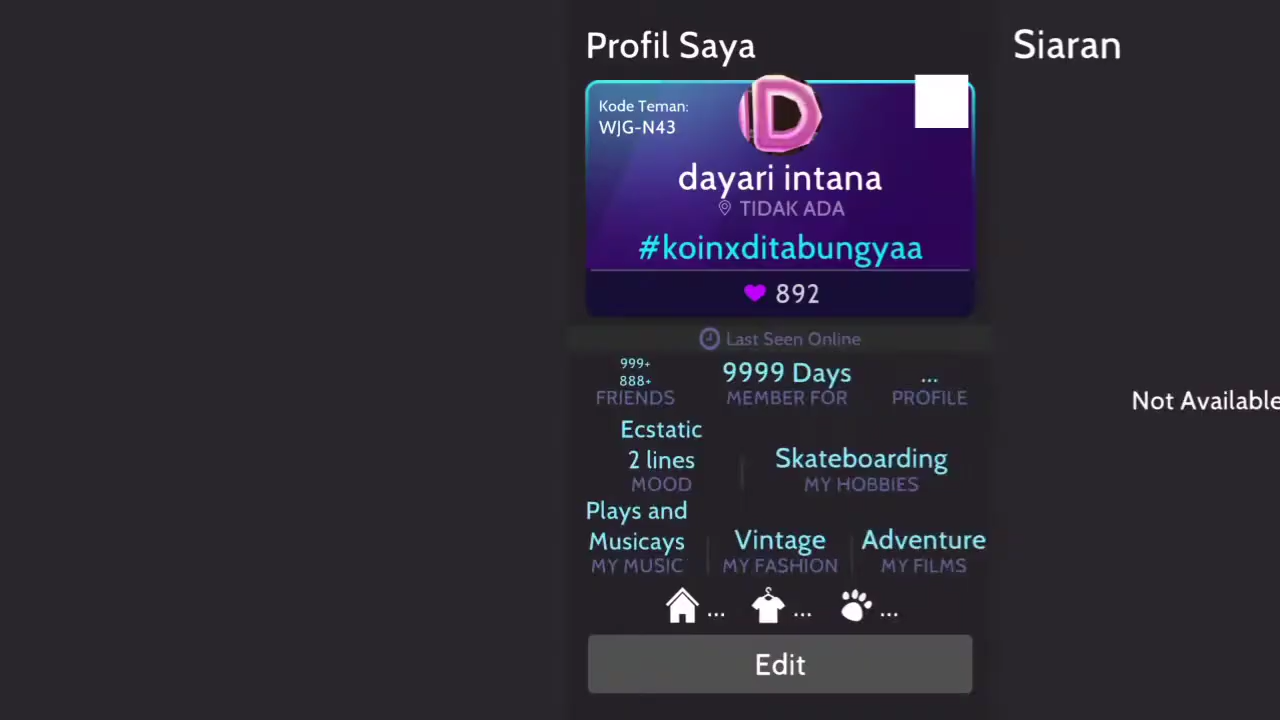 Profil Saya
Siaran
Kode Teman:
WJG-N43
D
dayari intana
TIDAK ADA
#koinxditabungyaa
892
Last Seen Online
999+
888+
FRIENDS
9999 Days
MEMBER FOR
...
PROFILE
Not Available
Ecstatic
2 lines
MOOD
Skateboarding
MY HOBBIES
Plays and
Musicays
MY MUSIC
Vintage
MY FASHION
Adventure
MY FILMS
... ... ...
Edit